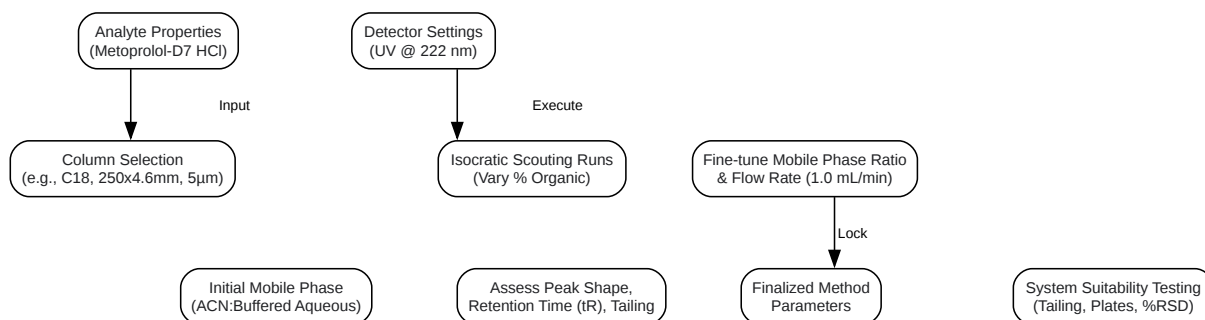 Analyte Properties
(Metoprolol-D7 HCl)
Detector Settings
(UV @ 222 nm)
Input
Execute
Column Selection
(e.g., C18, 250x4.6mm, 5µm)
Isocratic Scouting Runs
(Vary % Organic)
Fine-tune Mobile Phase Ratio
& Flow Rate (1.0 mL/min)
Lock
Initial Mobile Phase
(ACN:Buffered Aqueous)
Assess Peak Shape,
Retention Time (tR), Tailing
Finalized Method
Parameters
System Suitability Testing
(Tailing, Plates, %RSD)